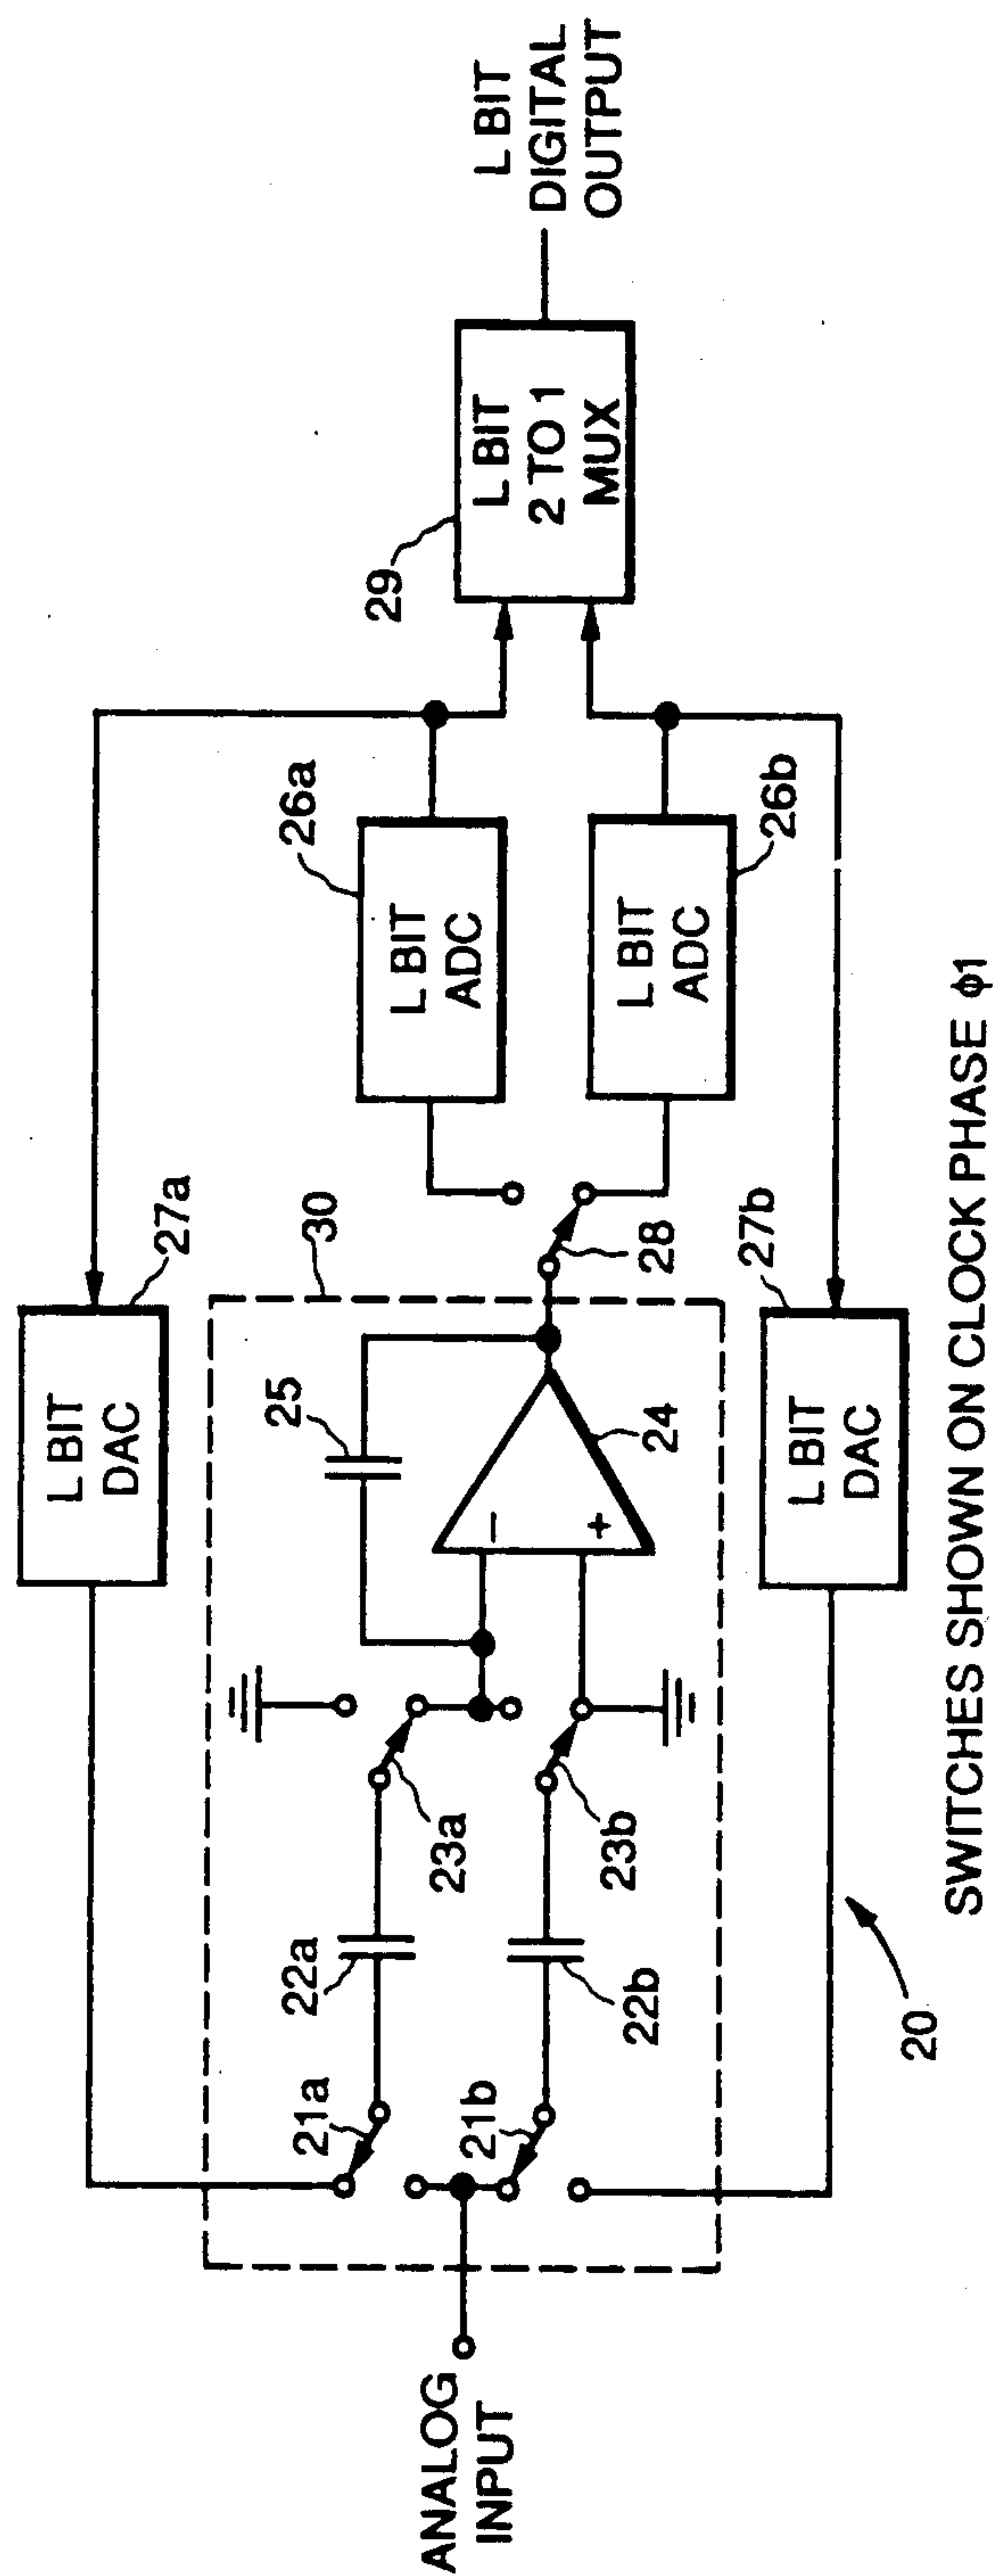 L BIT
DAC
27a
30
25
24
21a
22a
23a
21b
22b
23b
−
+
28
ANALOG
INPUT
26a
L BIT
ADC
L BIT
ADC
26b
29
L BIT
2 TO 1
MUX
L BIT
DIGITAL
OUTPUT
27b
L BIT
DAC
20
SWITCHES SHOWN ON CLOCK PHASE ϕ1